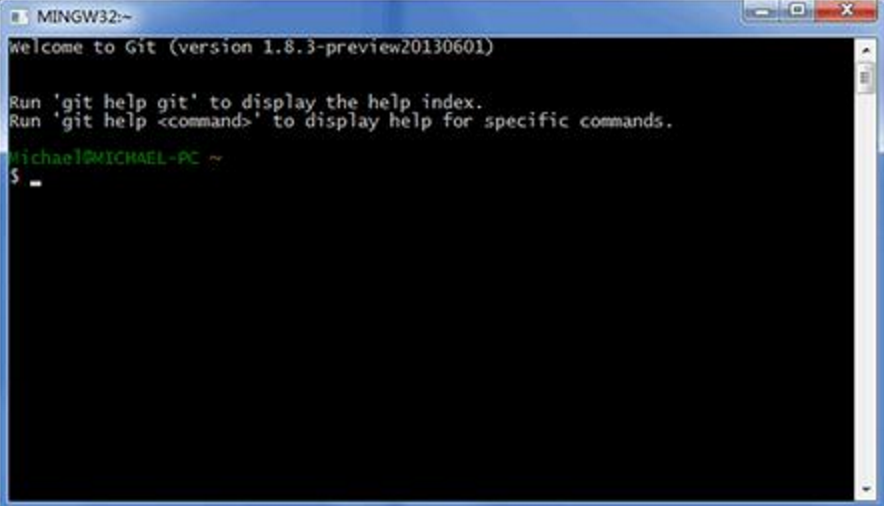 MINGW32:~
Welcome to Git (version 1.8.3-preview20130601)
Run 'git help git' to display the help index.
Run 'git help <command>' to display help for specific commands.
Michael@MICHAEL-PC ~
$